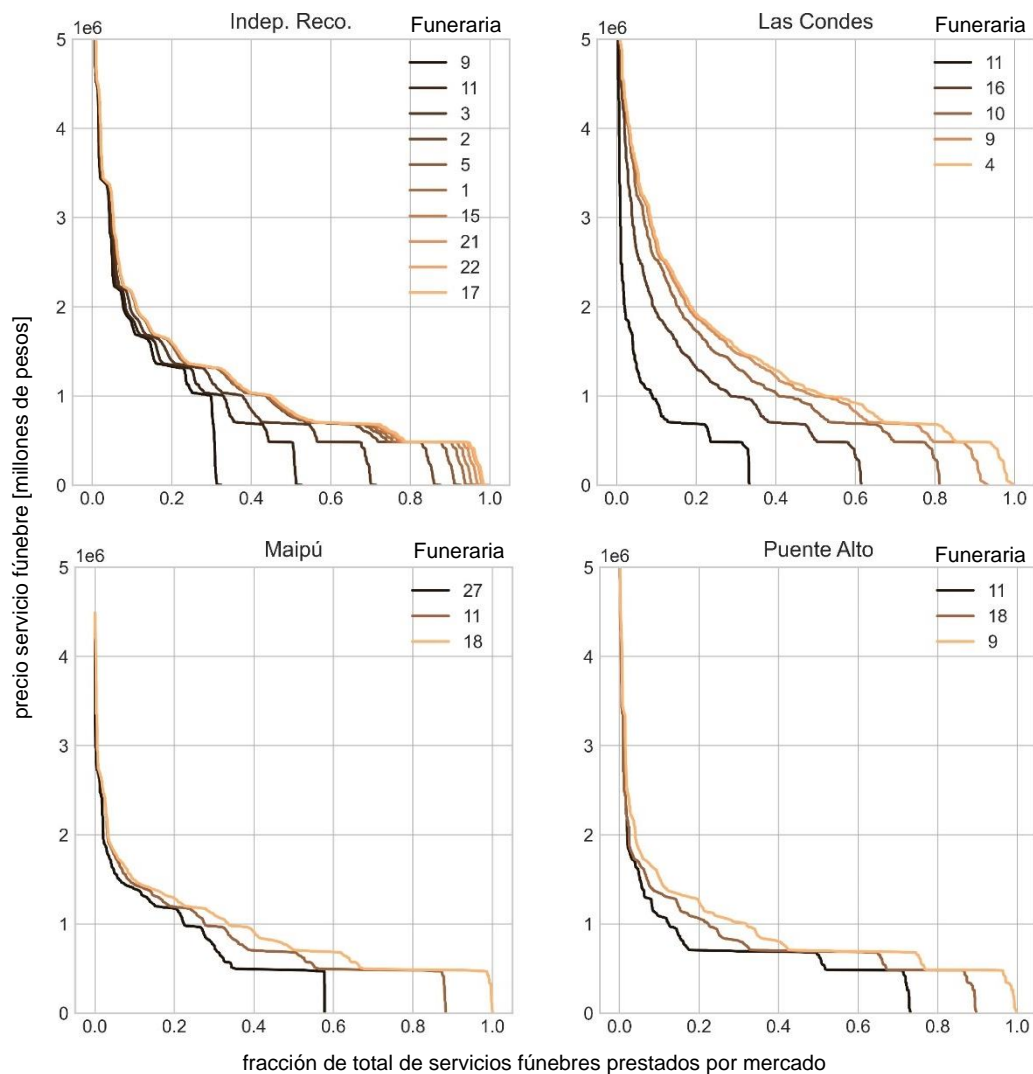 Indep. Reco.
Funeraria
1e6
5
4
3
2
1
0
0.0 0.2 0.4 0.6 0.8 1.0
9
11
3
2
5
1
15
21
22
17
Las Condes
Funeraria
1e6
5
4
3
2
1
0
0.0 0.2 0.4 0.6 0.8 1.0
11
16
10
9
4
precio servicio fúnebre [millones de pesos]
Maipú
Funeraria
1e6
5
4
3
2
1
0
0.0 0.2 0.4 0.6 0.8 1.0
27
11
18
Puente Alto
Funeraria
1e6
5
4
3
2
1
0
0.0 0.2 0.4 0.6 0.8 1.0
11
18
9
fracción de total de servicios fúnebres prestados por mercado